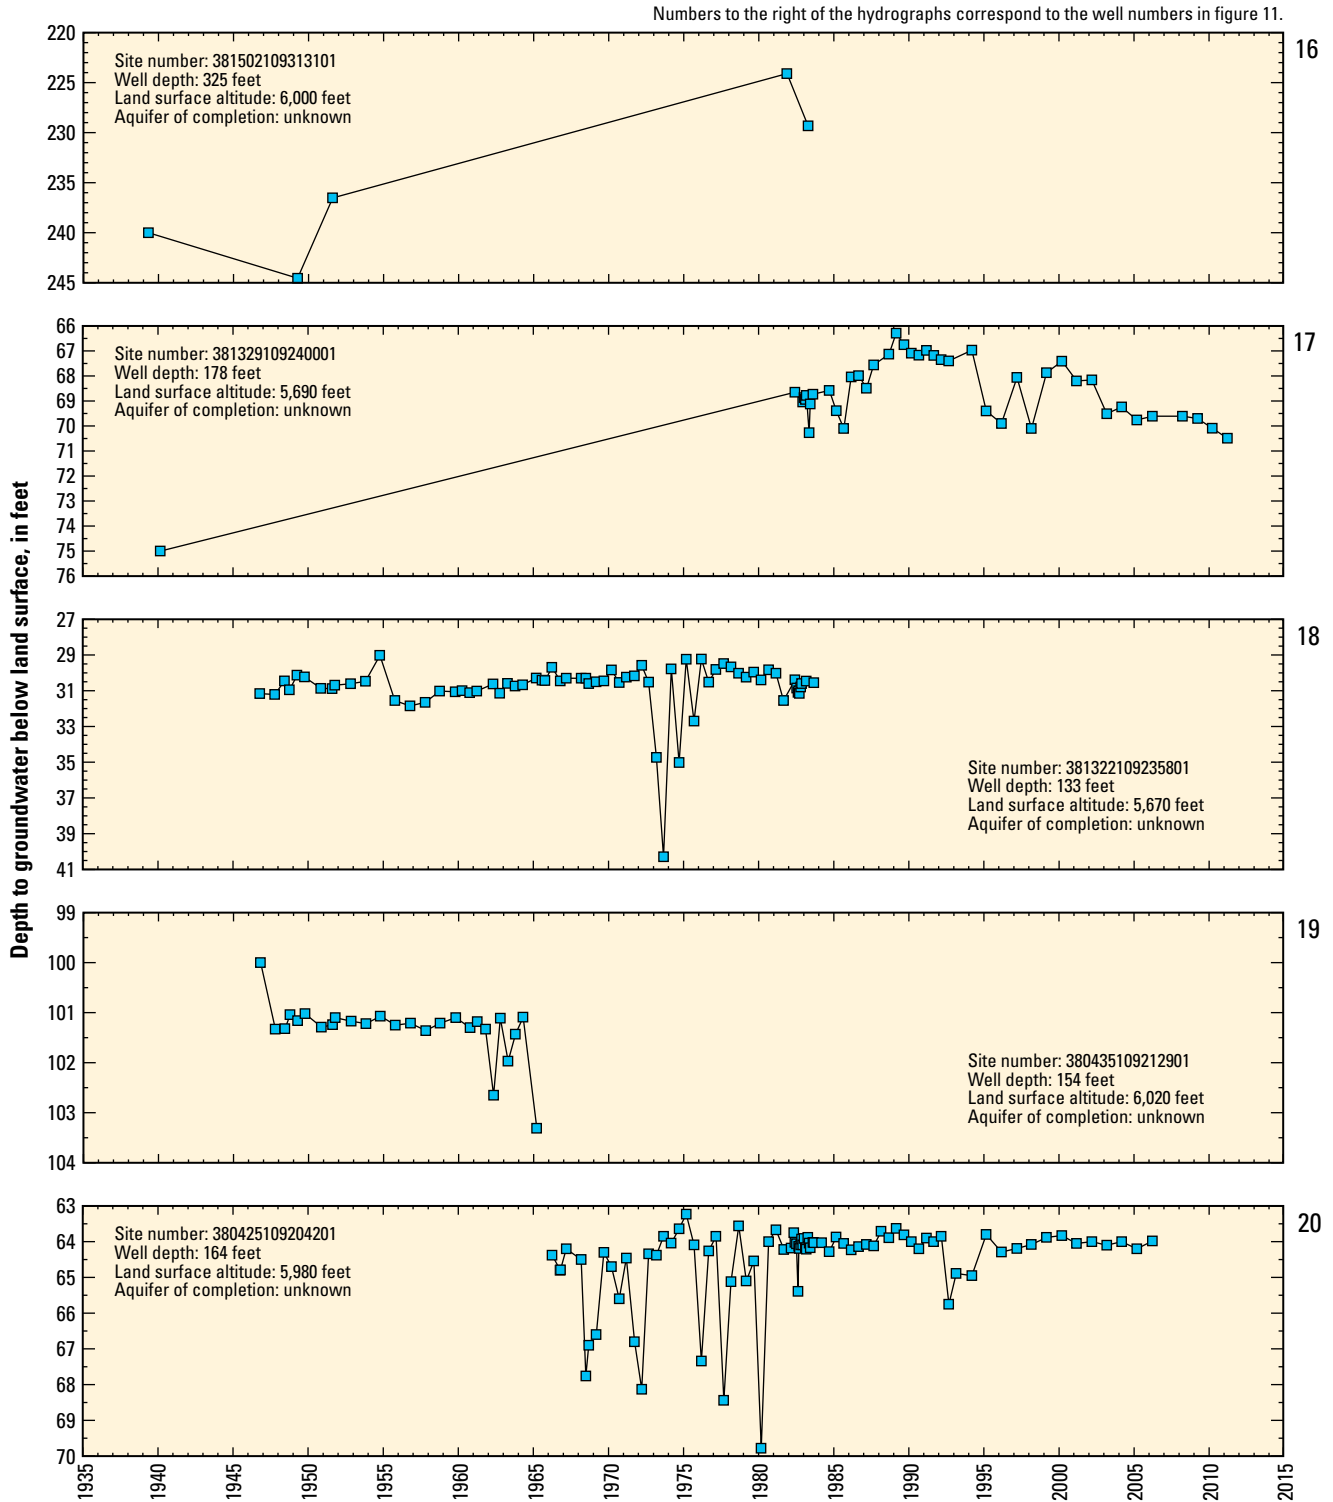 Numbers to the right of the hydrographs correspond to the well numbers in figure 11.
Depth to groundwater below land surface, in feet
16
220
225
230
235
240
245
Site number: 381502109313101
Well depth: 325 feet
Land surface altitude: 6,000 feet
Aquifer of completion: unknown
17
66
67
68
69
70
71
72
73
74
75
76
Site number: 381329109240001
Well depth: 178 feet
Land surface altitude: 5,690 feet
Aquifer of completion: unknown
18
27
29
31
33
35
37
39
41
Site number: 381322109235801
Well depth: 133 feet
Land surface altitude: 5,670 feet
Aquifer of completion: unknown
19
99
100
101
102
103
104
Site number: 380435109212901
Well depth: 154 feet
Land surface altitude: 6,020 feet
Aquifer of completion: unknown
20
63
64
65
66
67
68
69
70
Site number: 380425109204201
Well depth: 164 feet
Land surface altitude: 5,980 feet
Aquifer of completion: unknown
1935 1940 1945 1950 1955 1960 1965 1970 1975 1980 1985 1990 1995 2000 2005 2010 2015